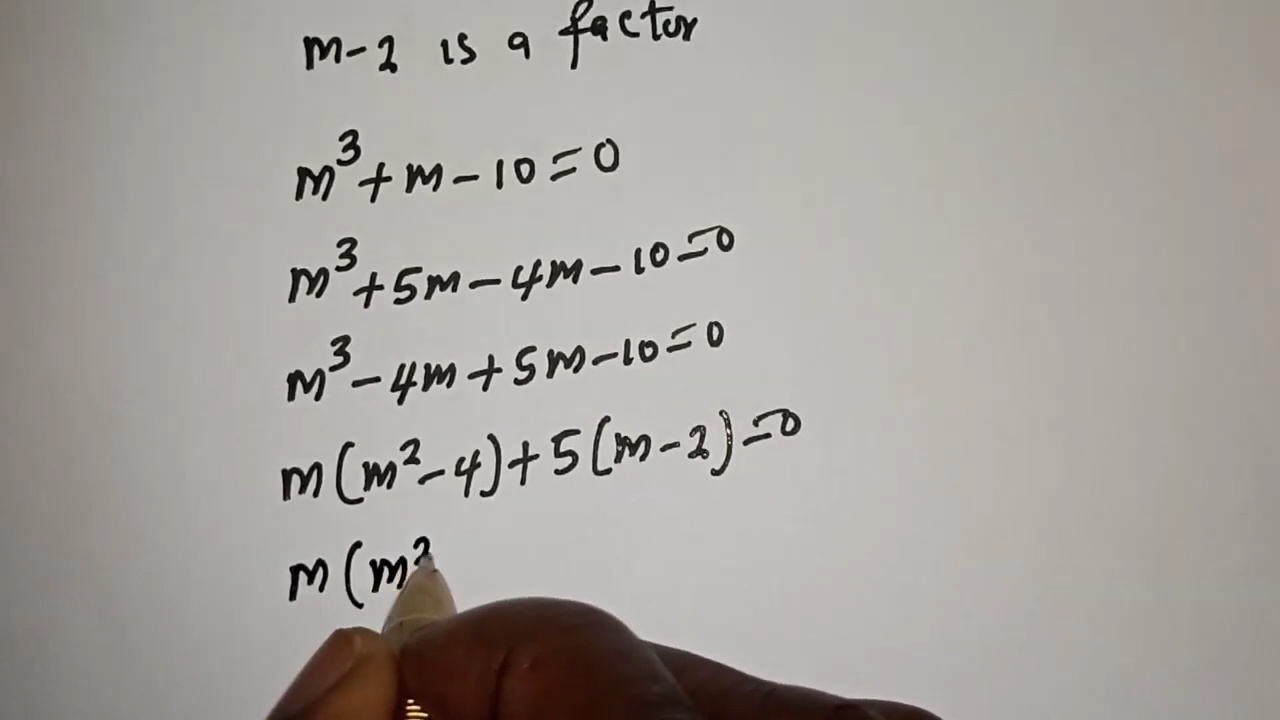 m-2 is a factor
m³+m-10=0
m³+5m-4m-10=0
m³-4m+5m-10=0
m(m²-4)+5(m-2)=0
m(m²